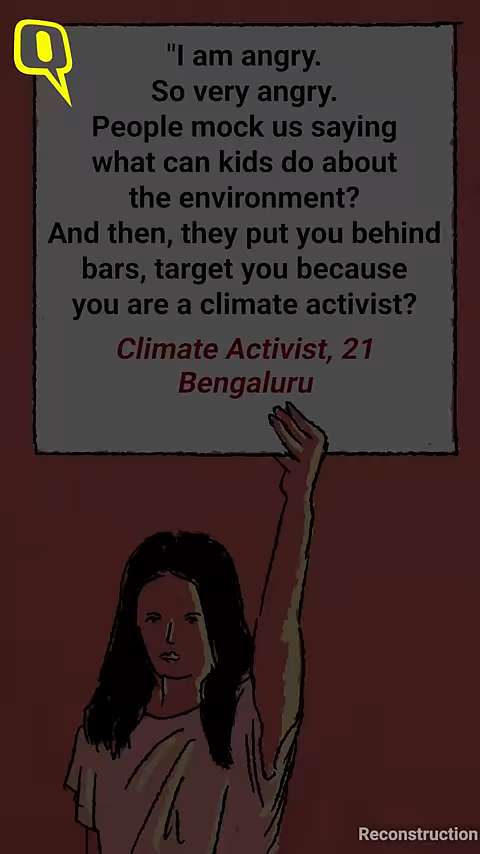 "I am angry.
So very angry.
People mock us saying
what can kids do about
the environment?
And then, they put you behind
bars, target you because
you are a climate activist?
Climate Activist, 21
Bengaluru
Reconstruction